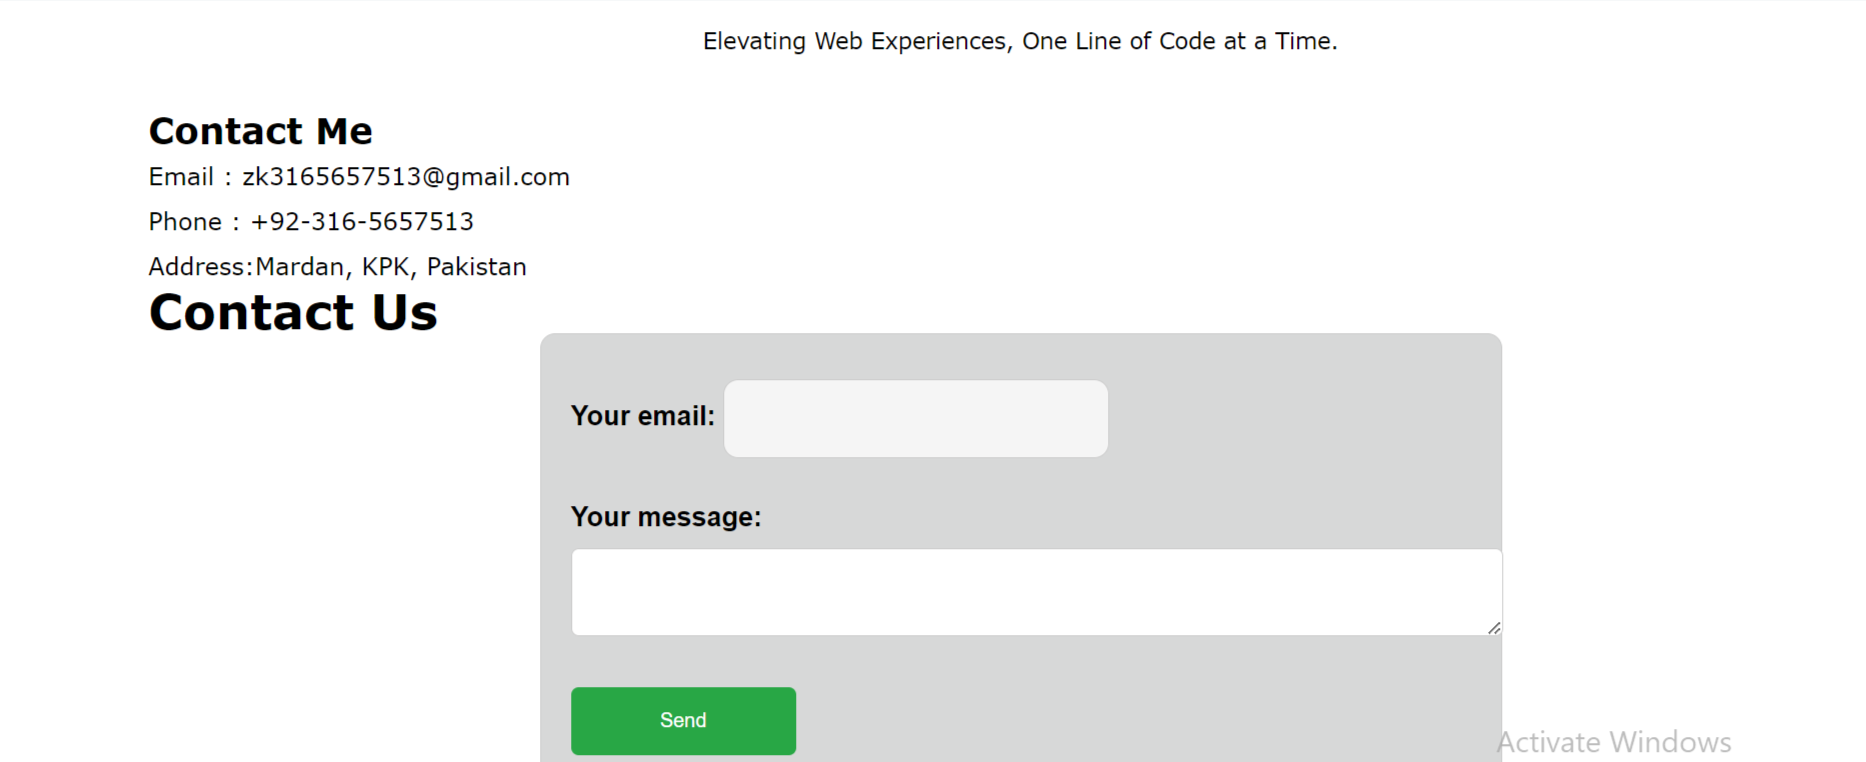 Elevating Web Experiences, One Line of Code at a Time.
Contact Me
Email : zk3165657513@gmail.com
Phone : +92-316-5657513
Address:Mardan, KPK, Pakistan
Contact Us
Your email:
Your message:
Send
Activate Windows